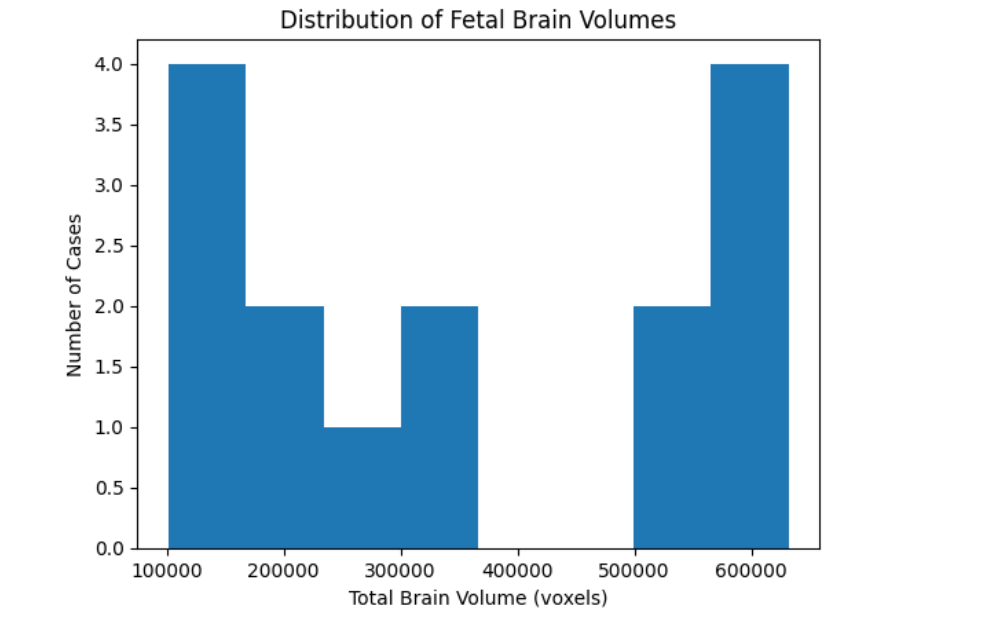 Distribution of Fetal Brain Volumes
Number of Cases
4.0
3.5
3.0
2.5
2.0
1.5
1.0
0.5
0.0
100000 200000 300000 400000 500000 600000
Total Brain Volume (voxels)